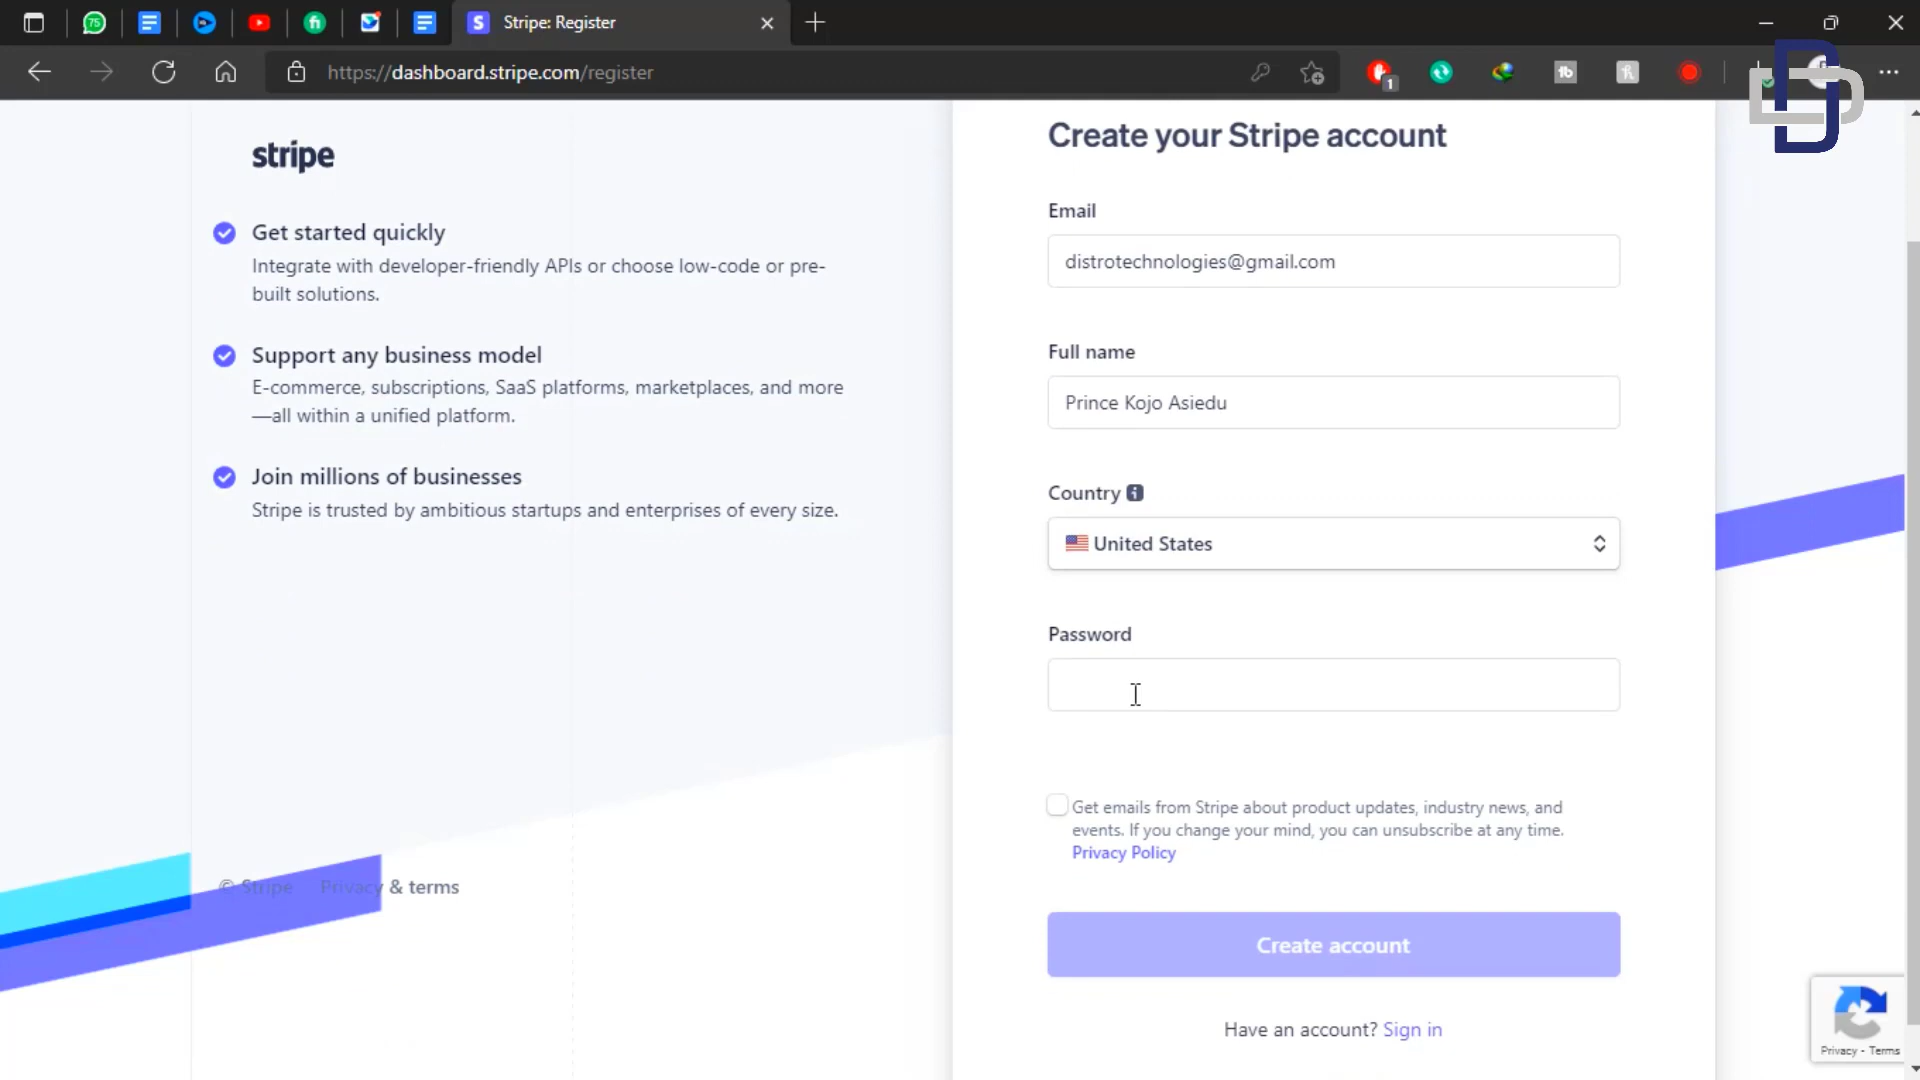 75
Stripe: Register
https://dashboard.stripe.com/register
1
stripe
Get started quickly
Integrate with developer-friendly APIs or choose low-code or pre-
built solutions.
Support any business model
E-commerce, subscriptions, SaaS platforms, marketplaces, and more
—all within a unified platform.
Join millions of businesses
Stripe is trusted by ambitious startups and enterprises of every size.
© Stripe Privacy & terms
Create your Stripe account
Email
distrotechnologies@gmail.com
Full name
Prince Kojo Asiedu
Country
United States
Password
Get emails from Stripe about product updates, industry news, and
events. If you change your mind, you can unsubscribe at any time.
Privacy Policy
Create account
Have an account? Sign in
Privacy - Terms